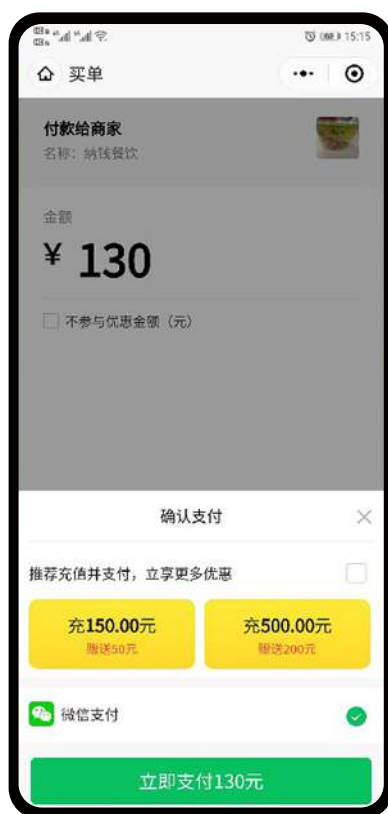 15:15
买单
付款给商家
名称：纳钱餐饮
金额
¥ 130
不参与优惠金额（元）
确认支付
推荐充值并支付，立享更多优惠
充150.00元
赠送50元
充500.00元
赠送200元
微信支付
立即支付130元